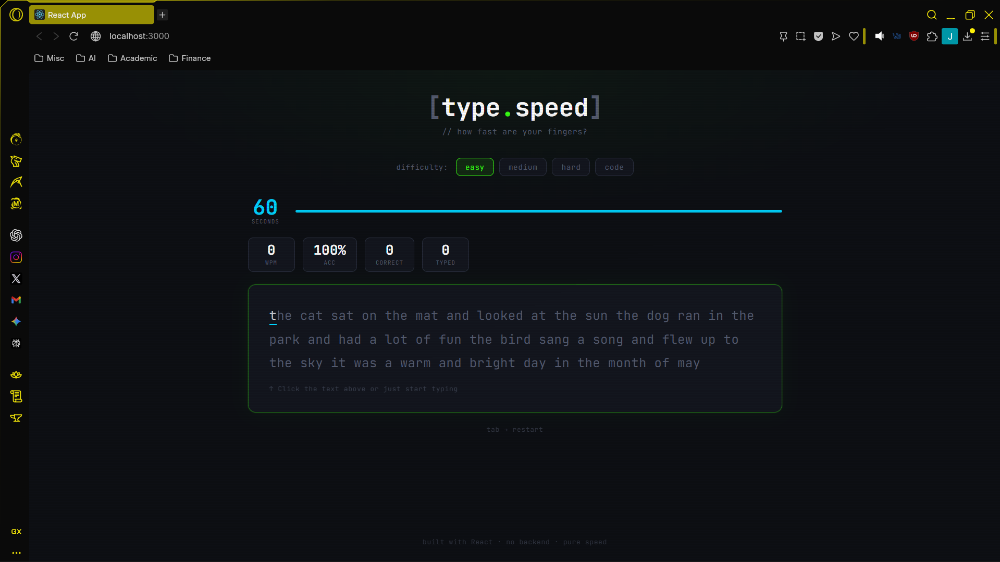 React App
localhost:3000
J
Misc AI Academic Finance
[type.speed]
// how fast are your fingers?
difficulty: easy medium hard code
60
SECONDS
0 100% 0 0
WPM ACC CORRECT TYPED
the cat sat on the mat and looked at the sun the dog ran in the
park and had a lot of fun the bird sang a song and flew up to
the sky it was a warm and bright day in the month of may
↑ Click the text above or just start typing
tab → restart
GX
built with React · no backend · pure speed